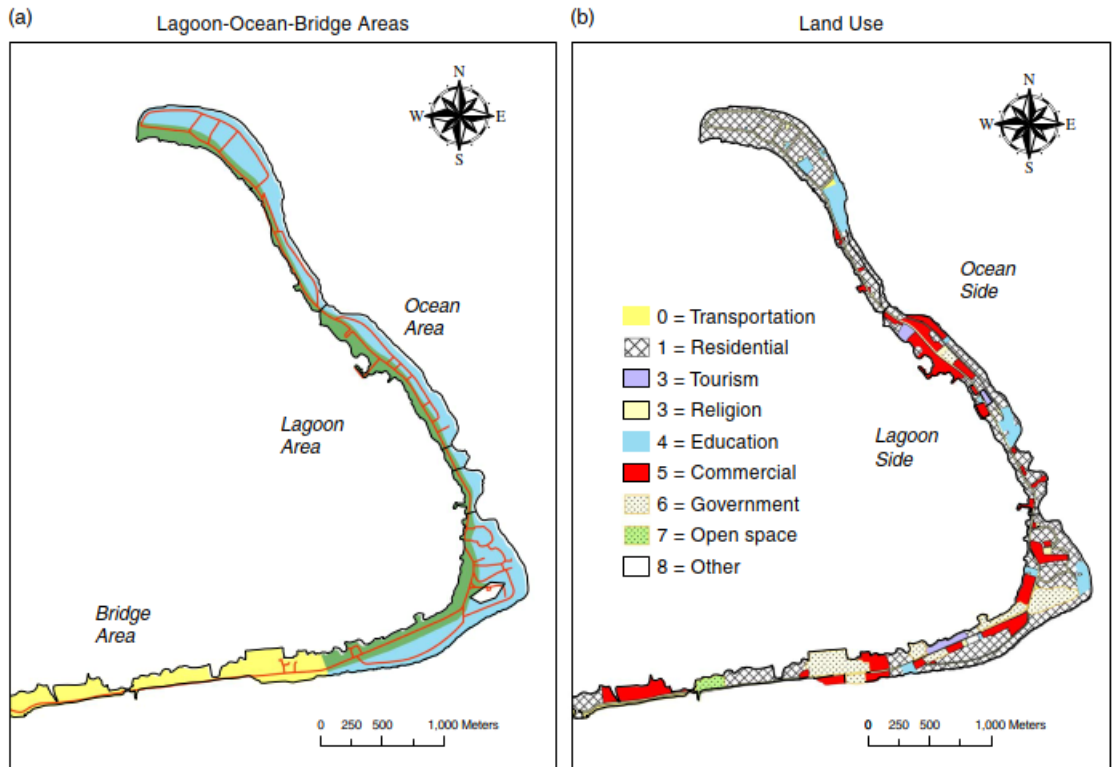 (a)
Lagoon-Ocean-Bridge Areas
N
W
E
S
Ocean
Area
Lagoon
Area
Bridge
Area
0 250 500 1,000 Meters
(b)
Land Use
N
W
E
S
Ocean
Side
0 = Transportation
1 = Residential
3 = Tourism
3 = Religion
4 = Education
5 = Commercial
6 = Government
7 = Open space
8 = Other
Lagoon
Side
0 250 500 1,000 Meters